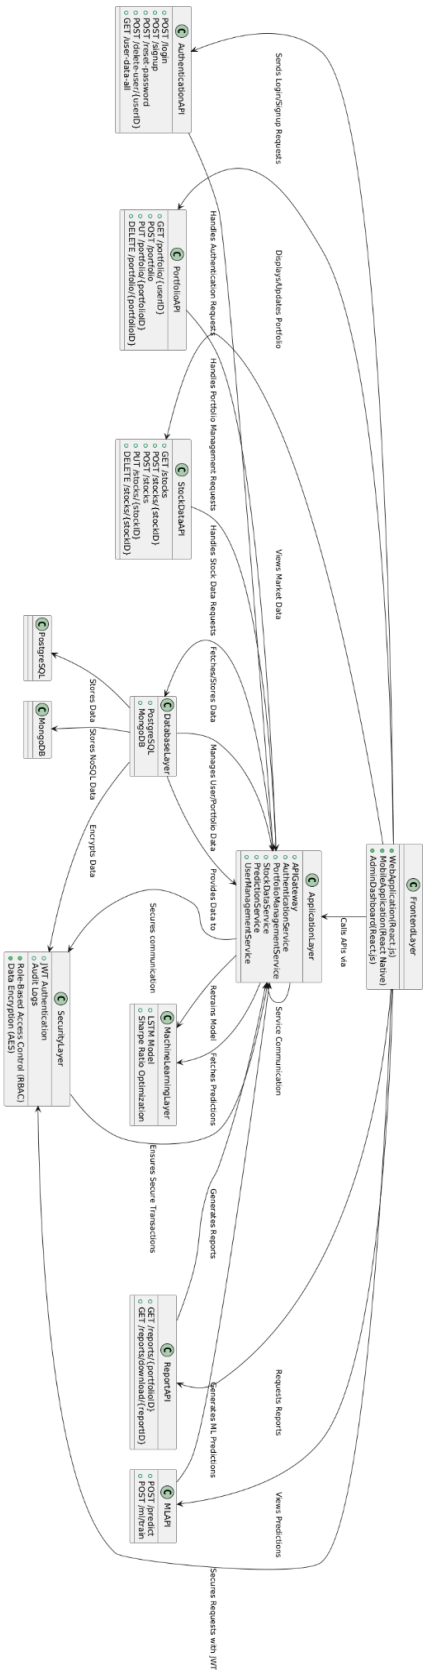 FrontendLayer
WebApplication(React.js)
MobileApplication(React Native)
AdminDashboard(React.js)
Sends Login/Signup Requests
Displays/Updates Portfolio
Views Market Data
Calls APIs via
Requests Reports
Views Predictions
Secures Requests with JWT
ApplicationLayer
APIGateway
AuthenticationService
PortfolioManagementService
StockDataService
PredictionService
UserManagementService
Service Communication
AuthenticationAPI
POST /login
POST /signup
POST /reset-password
POST /delete-user/{userID}
GET /user-data-all
Handles Authentication Requests
PortfolioAPI
GET /portfolio/{userID}
POST /portfolio
PUT /portfolio/{portfolioID}
DELETE /portfolio/{portfolioID}
Handles Portfolio Management Requests
StockDataAPI
GET /stocks
POST /stocks/{stockID}
POST /stocks
PUT /stocks/{stockID}
DELETE /stocks/{stockID}
Handles Stock Data Requests
DatabaseLayer
PostgreSQL
MongoDB
Fetches/Stores Data
Manages User/Portfolio Data
Provides Data to
MachineLearningLayer
LSTM Model
Sharpe Ratio Optimization
Retrains Model
Fetches Predictions
ReportAPI
GET /reports/{portfolioID}
GET /reports/download/{reportID}
Generates Reports
MLAPI
POST /predict
POST /ml/train
Generates ML Predictions
PostgreSQL
Stores Data
MongoDB
Stores NoSQL Data
Encrypts Data
SecurityLayer
JWT Authentication
Audit Logs
Role-Based Access Control (RBAC)
Data Encryption (AES)
Secures communication
Ensures Secure Transactions